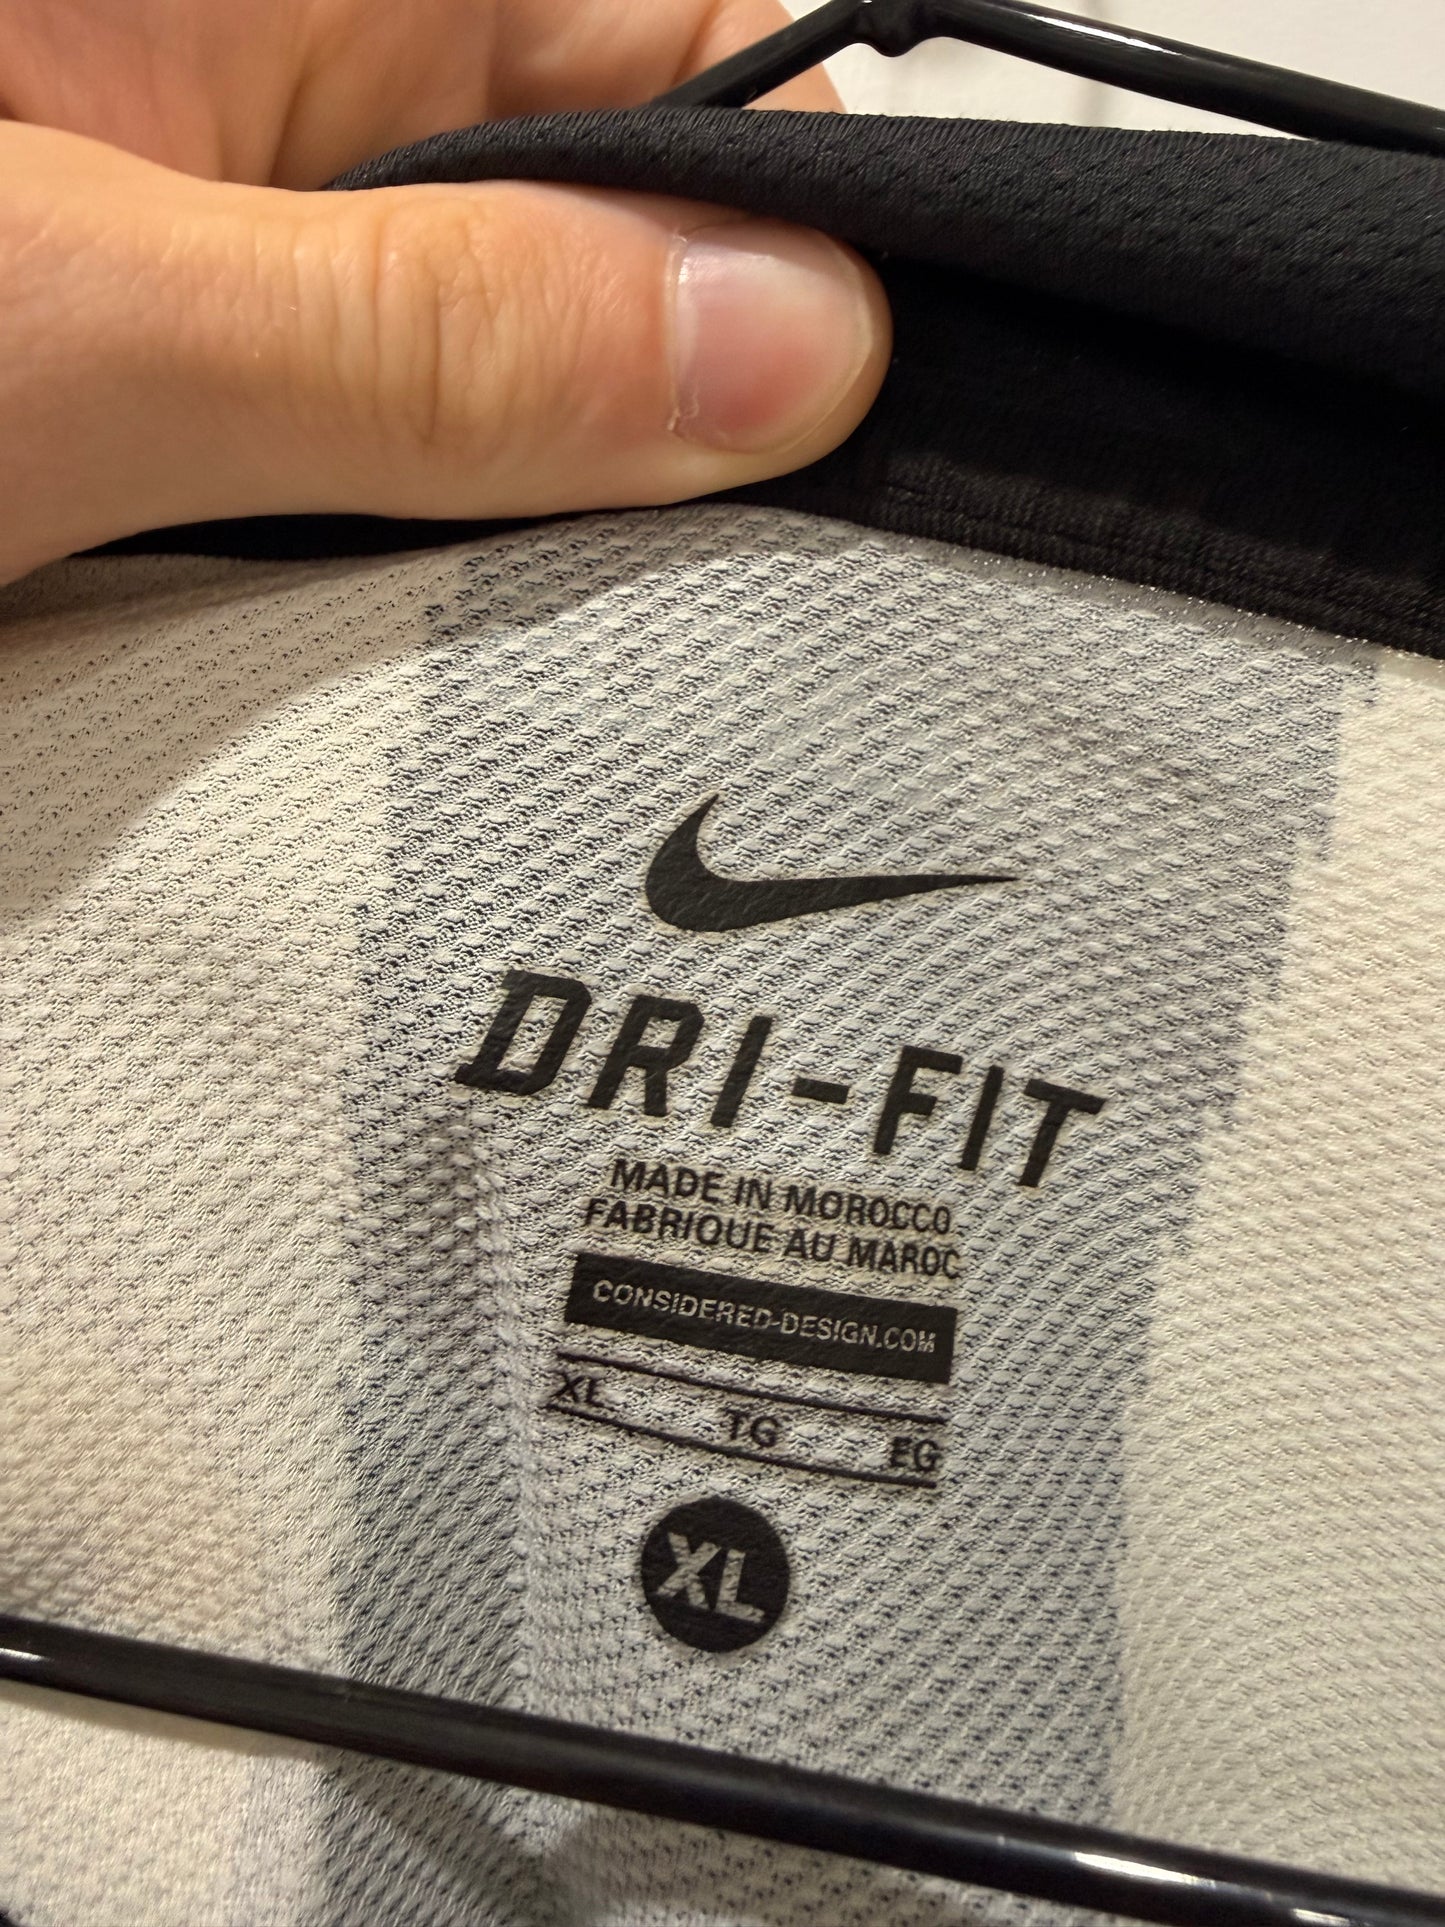 DRI-FIT
MADE IN MOROCCO
FABRIQUE AU MAROC
CONSIDERED-DESIGN.COM
XL TG EG
XL